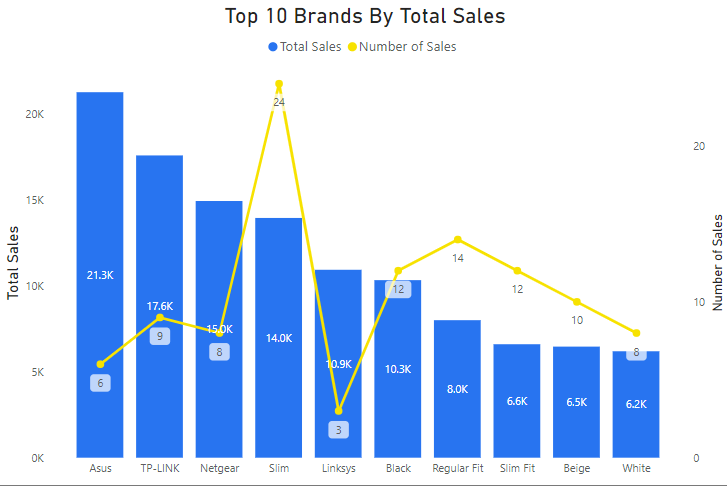 Top 10 Brands By Total Sales
Total Sales Number of Sales
Total Sales
20K
15K
10K
5K
0K
21.3K
17.6K
15.0K
14.0K
10.9K
10.3K
8.0K
6.6K
6.5K
6.2K
6
9
8
24
3
12
14
12
10
8
20
10
0
Number of Sales
Asus TP-LINK Netgear Slim Linksys Black Regular Fit Slim Fit Beige White